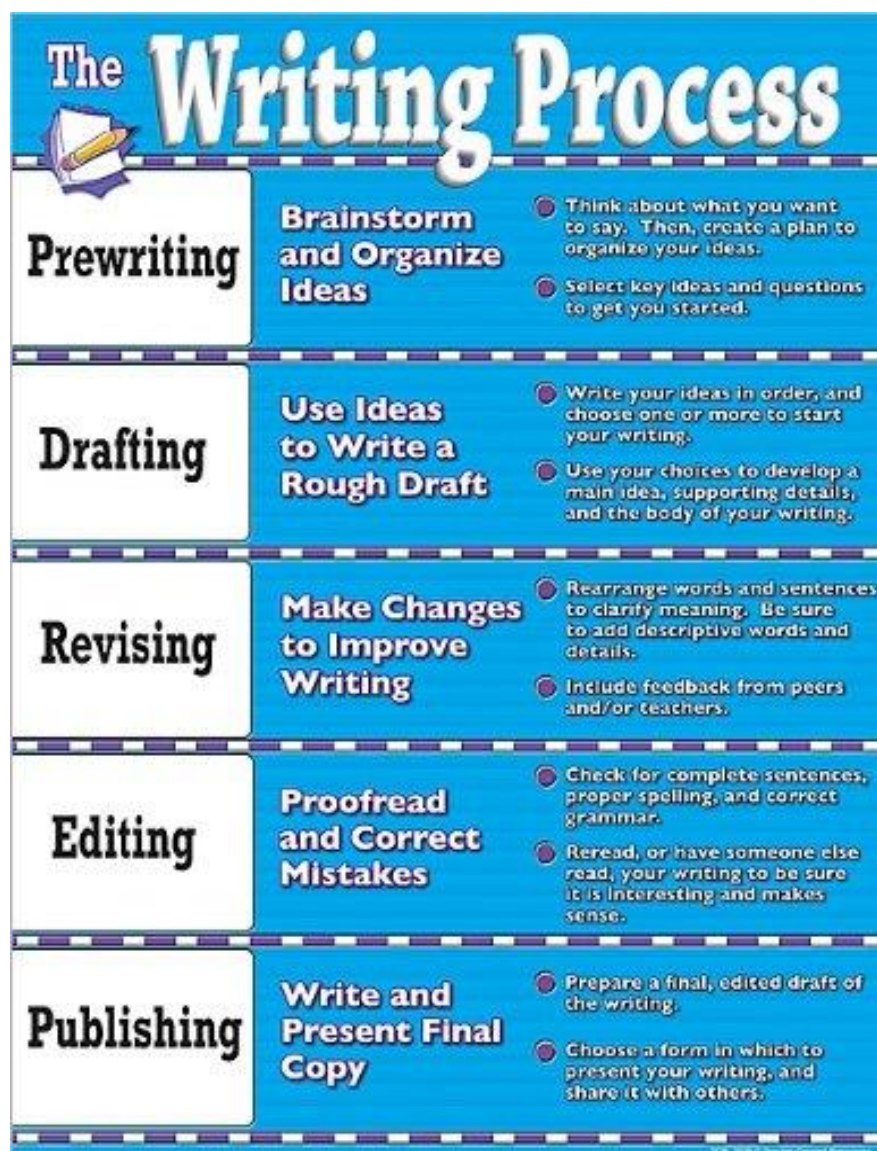 The Writing Process
Prewriting
Brainstorm
and Organize
Ideas
Think about what you want
to say. Then, create a plan to
organize your ideas.
Select key ideas and questions
to get you started.
Drafting
Use Ideas
to Write a
Rough Draft
Write your ideas in order, and
choose one or more to start
your writing.
Use your choices to develop a
main idea, supporting details,
and the body of your writing.
Revising
Make Changes
to Improve
Writing
Rearrange words and sentences
to clarify meaning. Be sure
to add descriptive words and
details.
Include feedback from peers
and/or teachers.
Editing
Proofread
and Correct
Mistakes
Check for complete sentences,
proper spelling, and correct
grammar.
Reread, or have someone else
read, your writing to be sure
it is interesting and makes
sense.
Publishing
Write and
Present Final
Copy
Prepare a final, edited draft of
the writing.
Choose a form in which to
present your writing, and
share it with others.